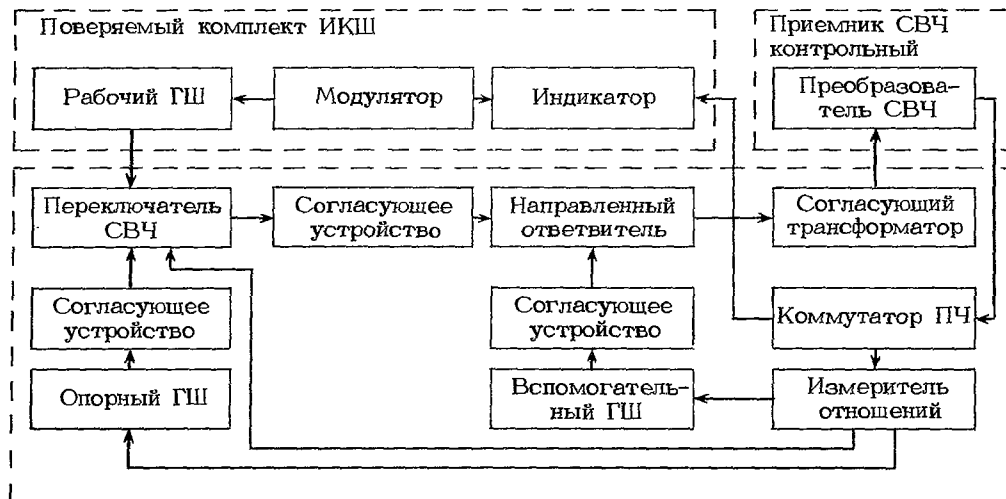 Поверяемый комплект ИКШ
Приемник СВЧ
контрольный
Рабочий ГШ
Модулятор
Индикатор
Преобразова-
тель СВЧ
Переключатель
СВЧ
Согласующее
устройство
Направленный
ответвитель
Согласующий
трансформатор
Согласующее
устройство
Согласующее
устройство
Коммутатор ПЧ
Опорный ГШ
Вспомогатель-
ный ГШ
Измеритель
отношений